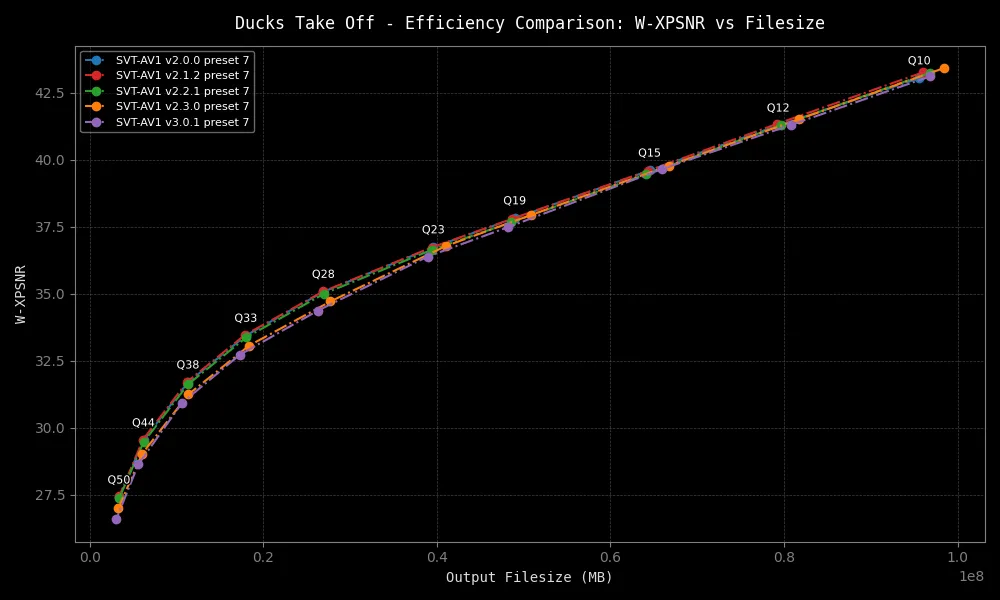 Ducks Take Off - Efficiency Comparison: W-XPSNR vs Filesize
SVT-AV1 v2.0.0 preset 7
SVT-AV1 v2.1.2 preset 7
SVT-AV1 v2.2.1 preset 7
SVT-AV1 v2.3.0 preset 7
SVT-AV1 v3.0.1 preset 7
Q10
Q12
Q15
Q19
Q23
Q28
Q33
Q38
Q44
Q50
42.5
40.0
37.5
35.0
32.5
30.0
27.5
W-XPSNR
0.0 0.2 0.4 0.6 0.8 1.0
1e8
Output Filesize (MB)